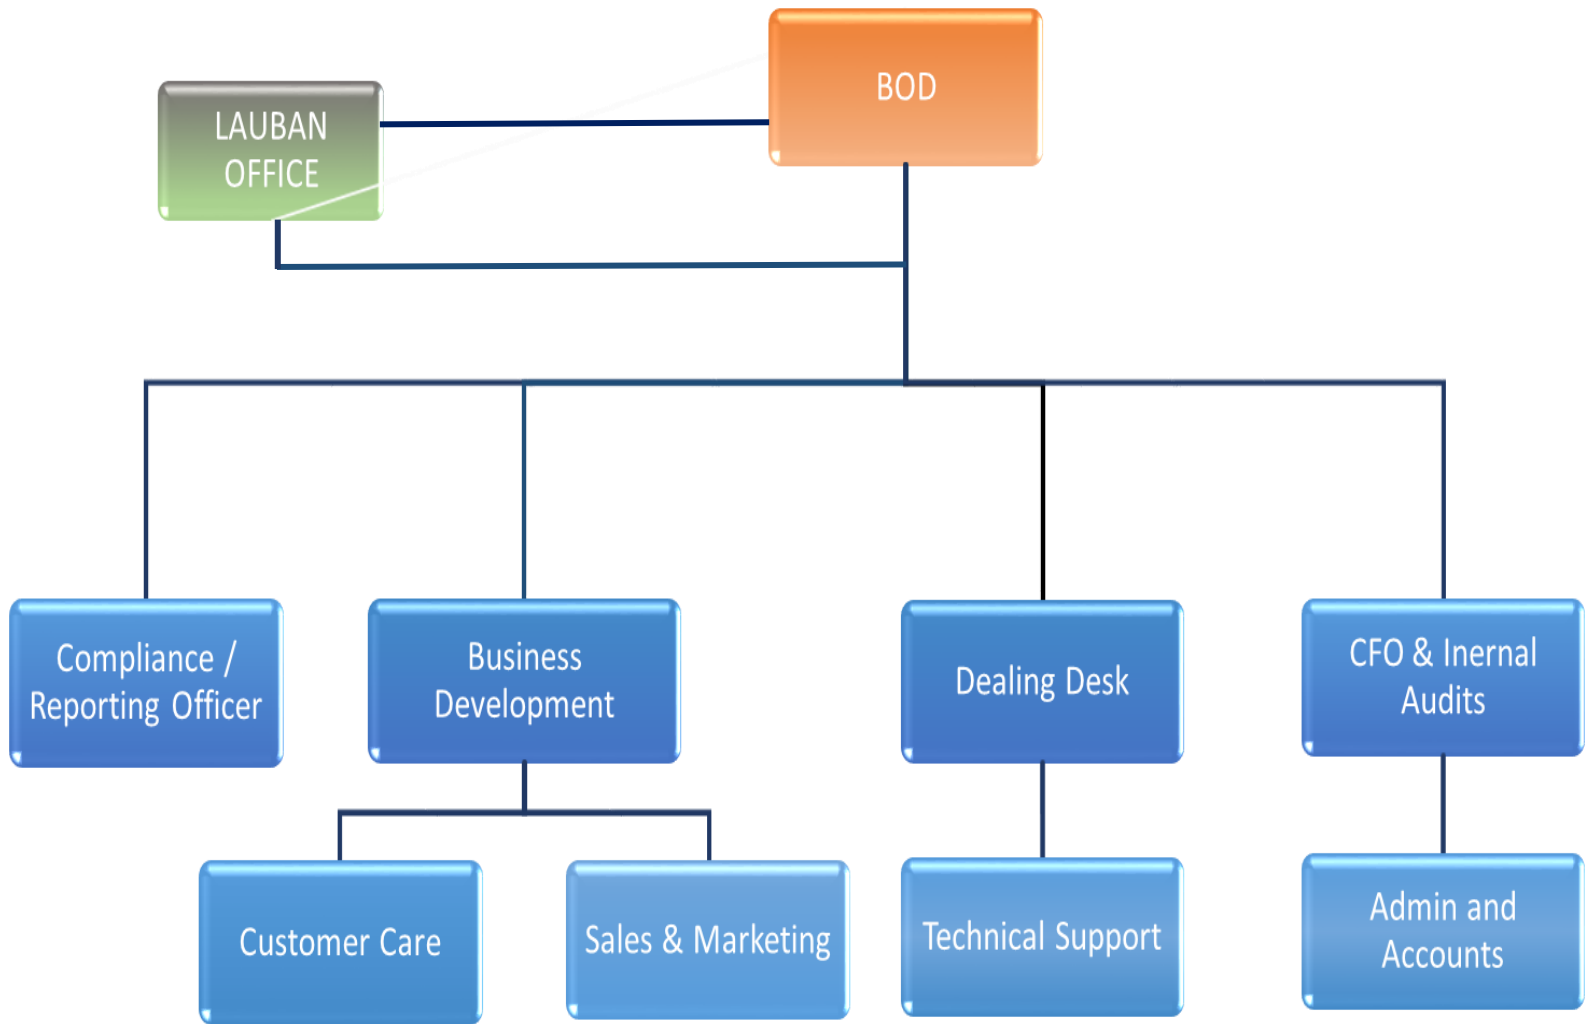 BOD
LAUBAN
OFFICE
Compliance /
Reporting Officer
Business
Development
Dealing Desk
CFO & Inernal
Audits
Customer Care
Sales & Marketing
Technical Support
Admin and
Accounts